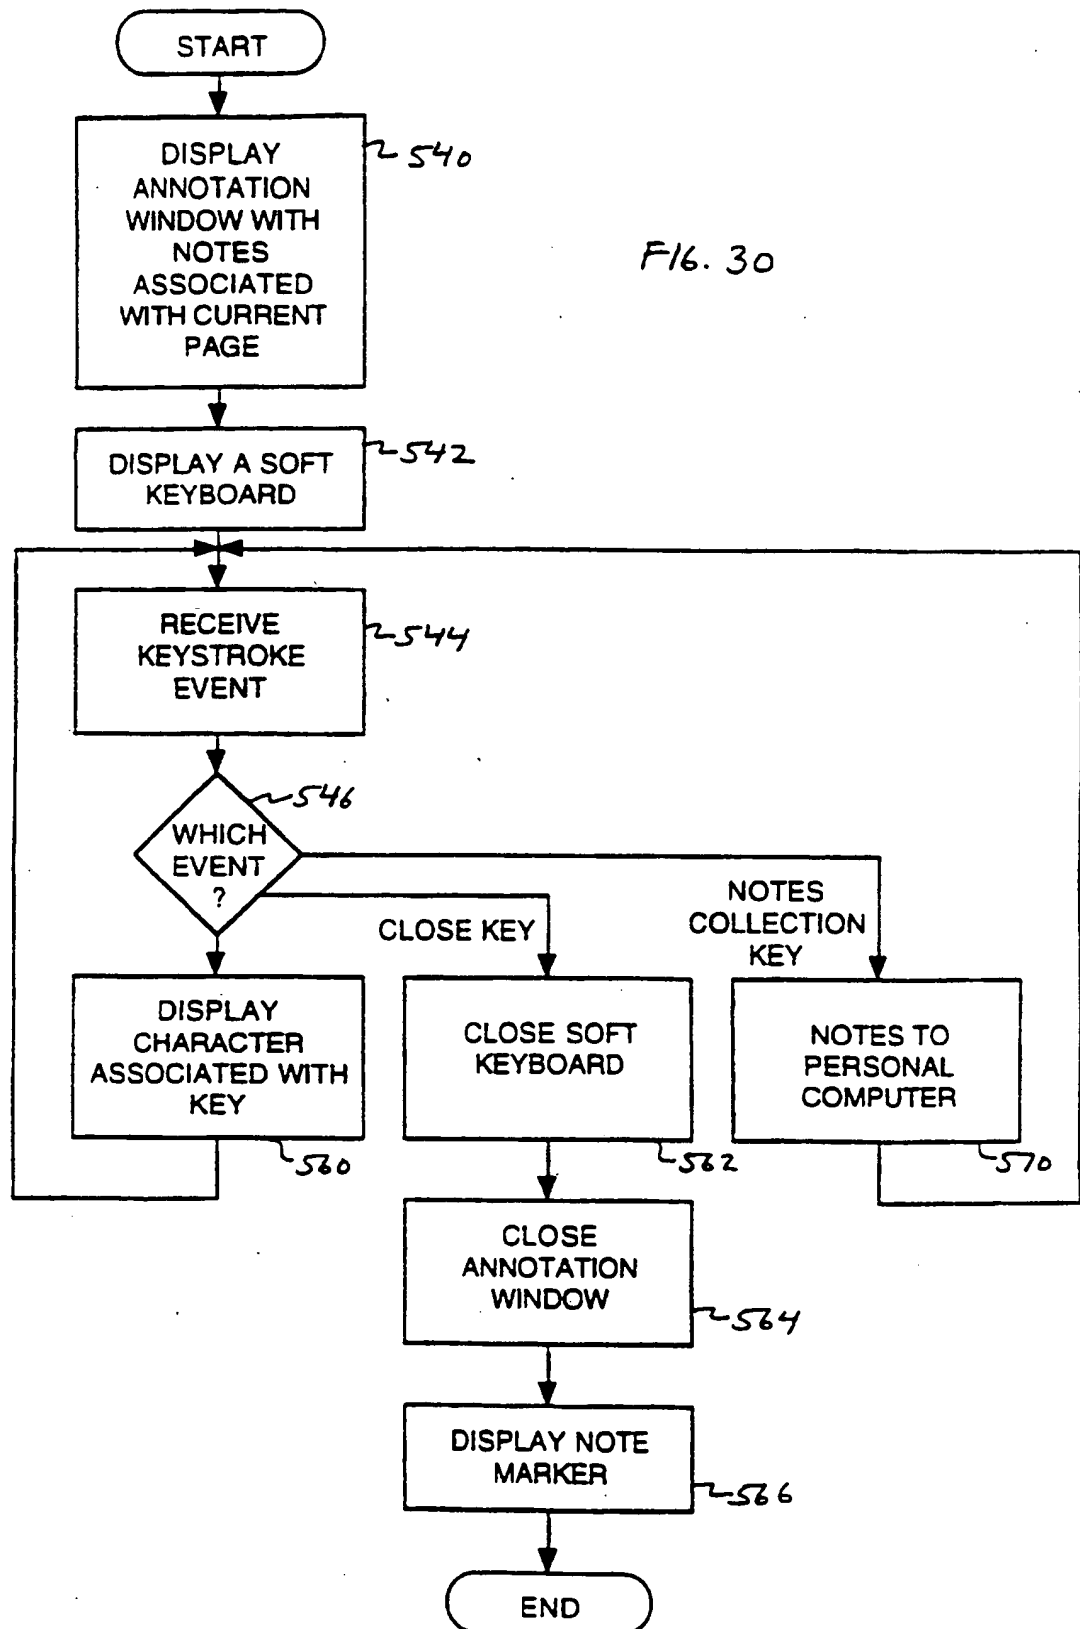 START
DISPLAY
ANNOTATION
WINDOW WITH
NOTES
ASSOCIATED
WITH CURRENT
PAGE
540
FIG. 30
DISPLAY A SOFT
KEYBOARD
542
RECEIVE
KEYSTROKE
EVENT
544
WHICH
EVENT
?
546
CLOSE KEY
NOTES
COLLECTION
KEY
DISPLAY
CHARACTER
ASSOCIATED WITH
KEY
560
CLOSE SOFT
KEYBOARD
562
NOTES TO
PERSONAL
COMPUTER
570
CLOSE
ANNOTATION
WINDOW
564
DISPLAY NOTE
MARKER
566
END